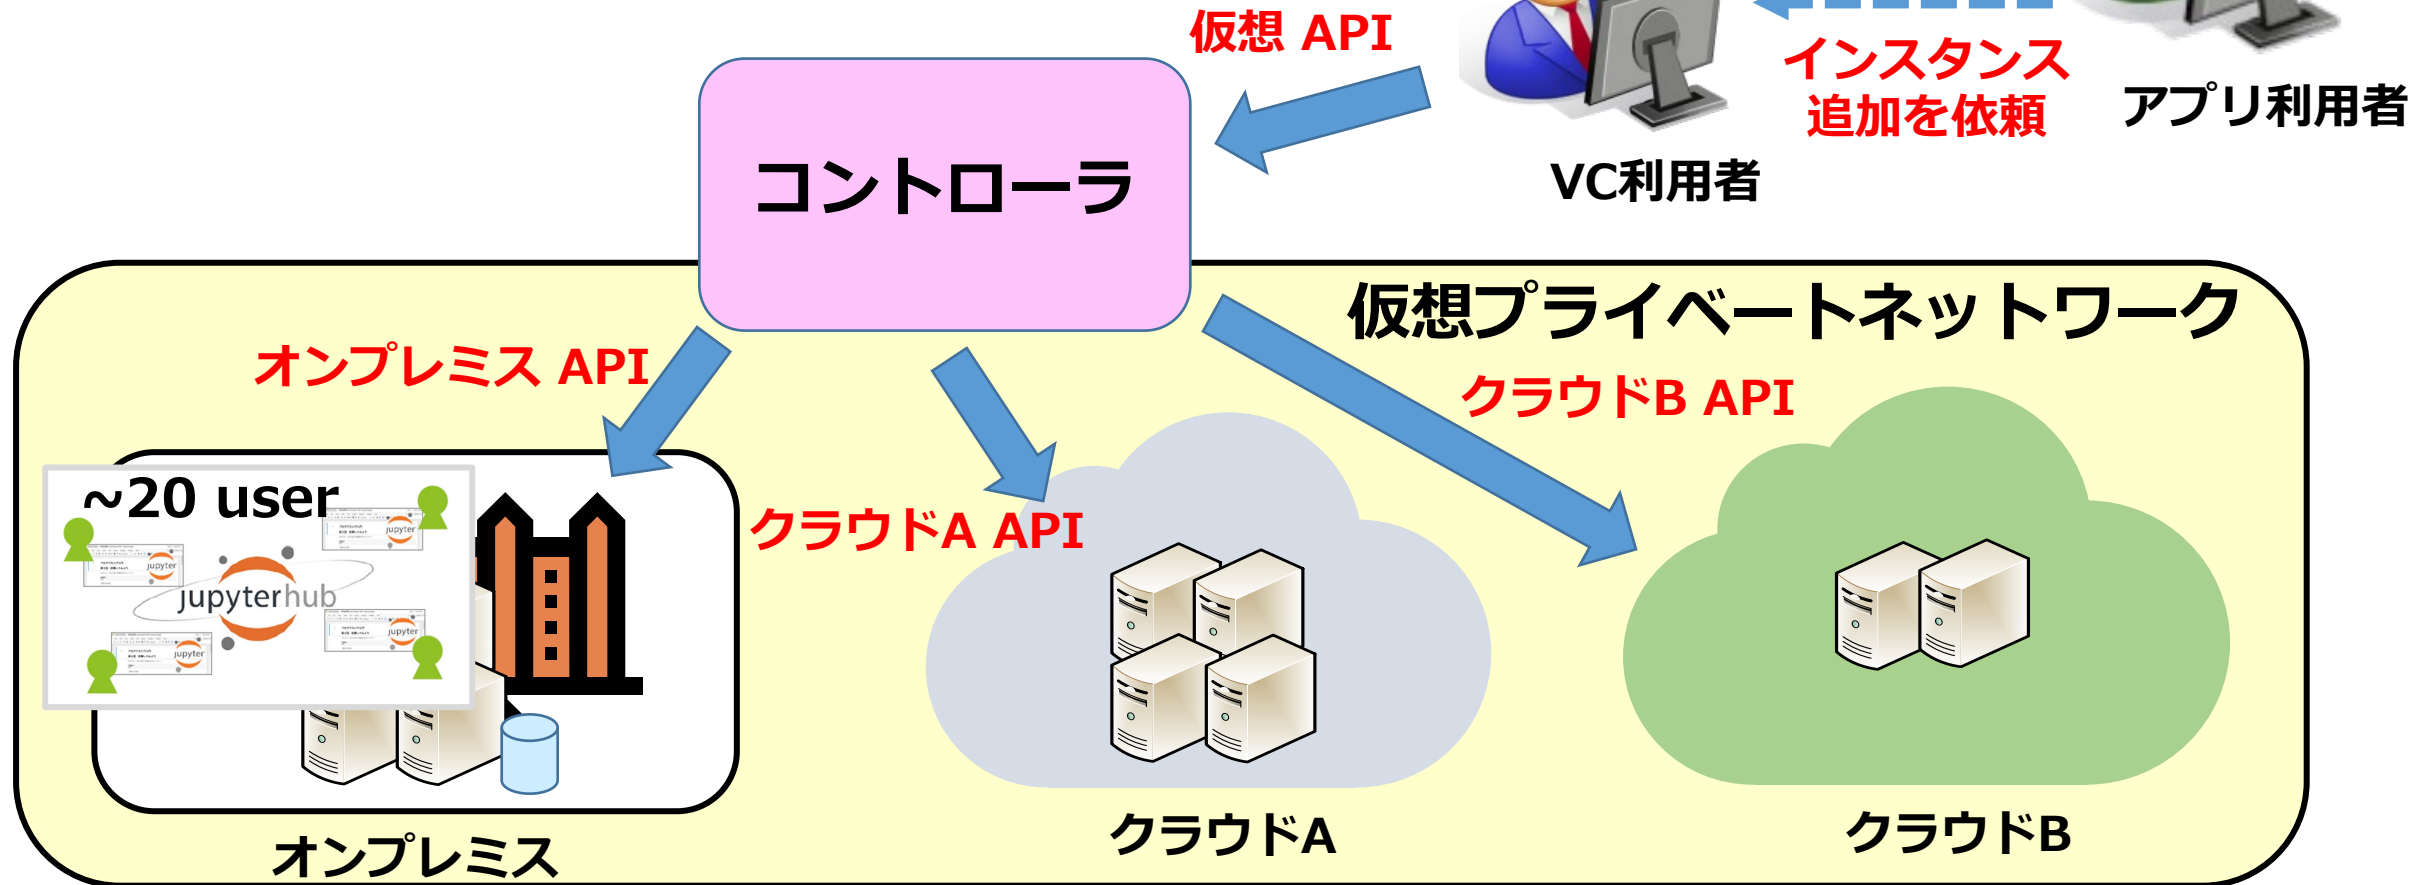 仮想 API
インスタンス
追加を依頼
アプリ利用者
VC利用者
コントローラ
仮想プライベートネットワーク
オンプレミス API
クラウドB API
クラウドA API
~20 user
jupyter
jupyter
jupyterhub
jupyter
jupyter
オンプレミス
クラウドA
クラウドB